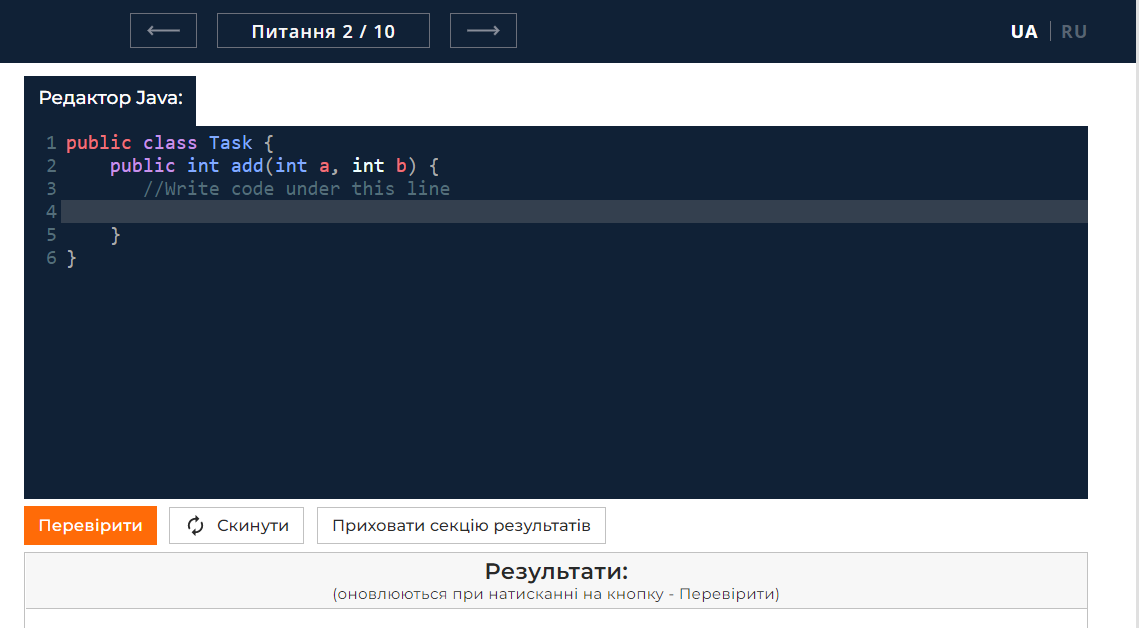 Питання 2 / 10
UA | RU
Редактор Java:
1 public class Task {
2     public int add(int a, int b) {
3        //Write code under this line
4
5     }
6 }
Перевірити
Скинути
Приховати секцію результатів
Результати:
(оновлюються при натисканні на кнопку - Перевірити)